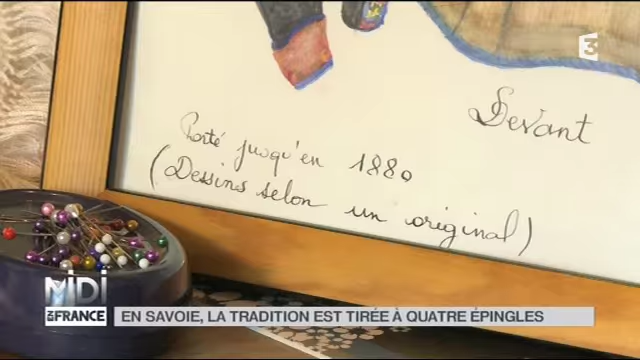 3
Devant
Porté jusqu'en 1880
(Dessins selon un original)
MIDI
EN FRANCE
EN SAVOIE, LA TRADITION EST TIRÉE À QUATRE ÉPINGLES